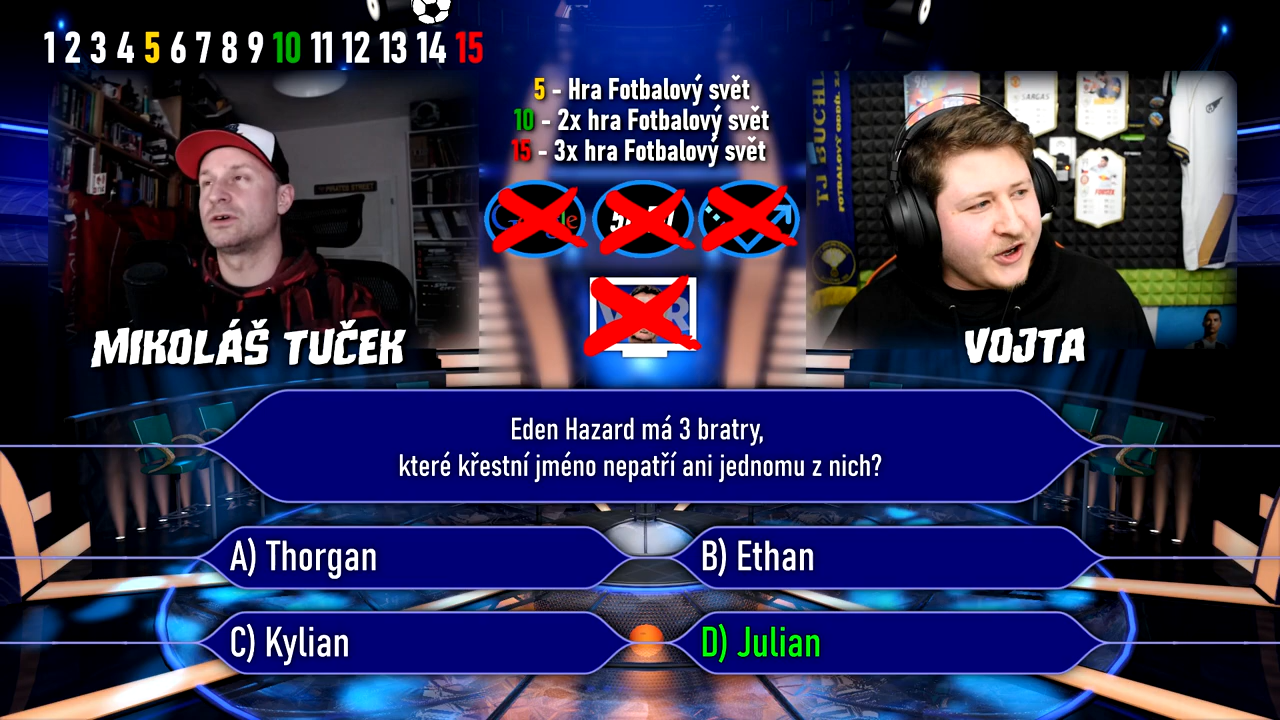 1 2 3 4 5 6 7 8 9 10 11 12 13 14 15
5 - Hra Fotbalový svět
10 - 2x hra Fotbalový svět
15 - 3x hra Fotbalový svět
MIKOLÁŠ TUČEK
VOJTA
Eden Hazard má 3 bratry,
které křestní jméno nepatří ani jednomu z nich?
A) Thorgan
B) Ethan
C) Kylian
D) Julian